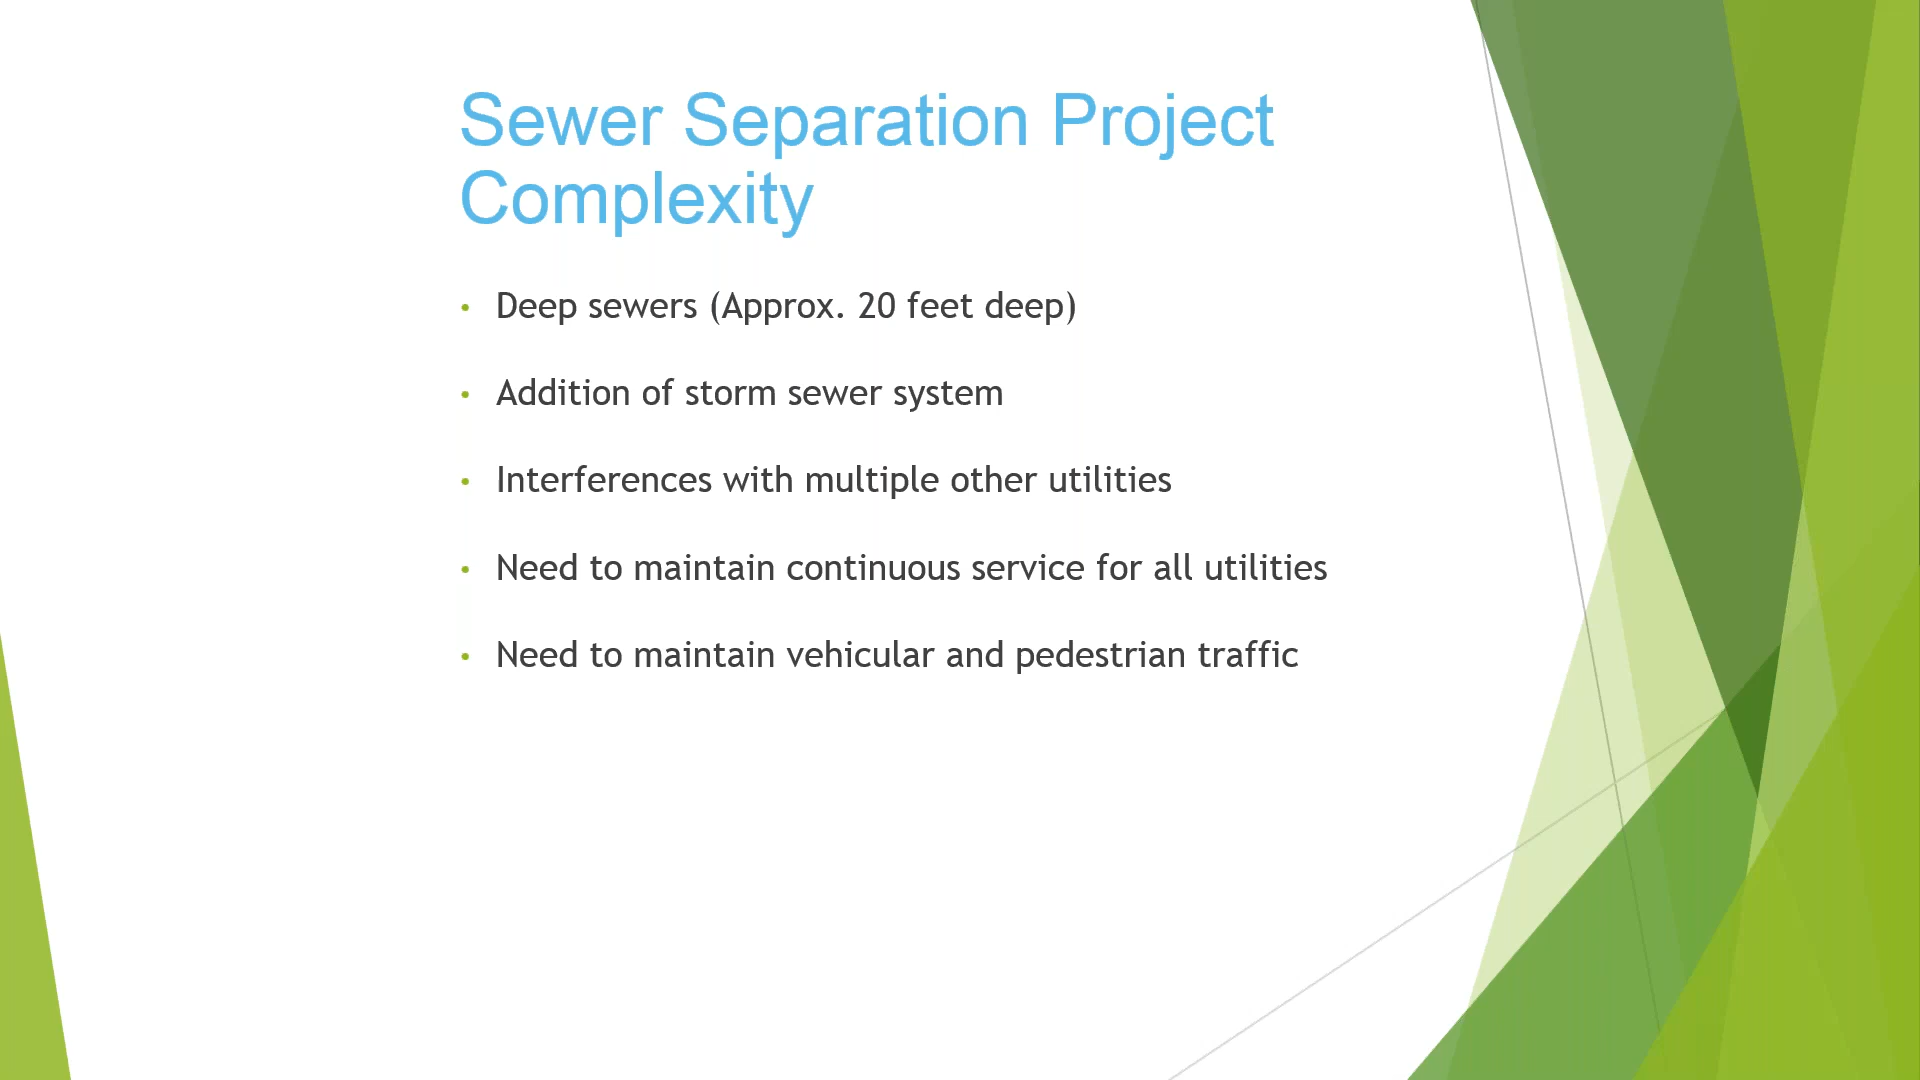 Sewer Separation Project
Complexity
• Deep sewers (Approx. 20 feet deep)
• Addition of storm sewer system
• Interferences with multiple other utilities
• Need to maintain continuous service for all utilities
• Need to maintain vehicular and pedestrian traffic